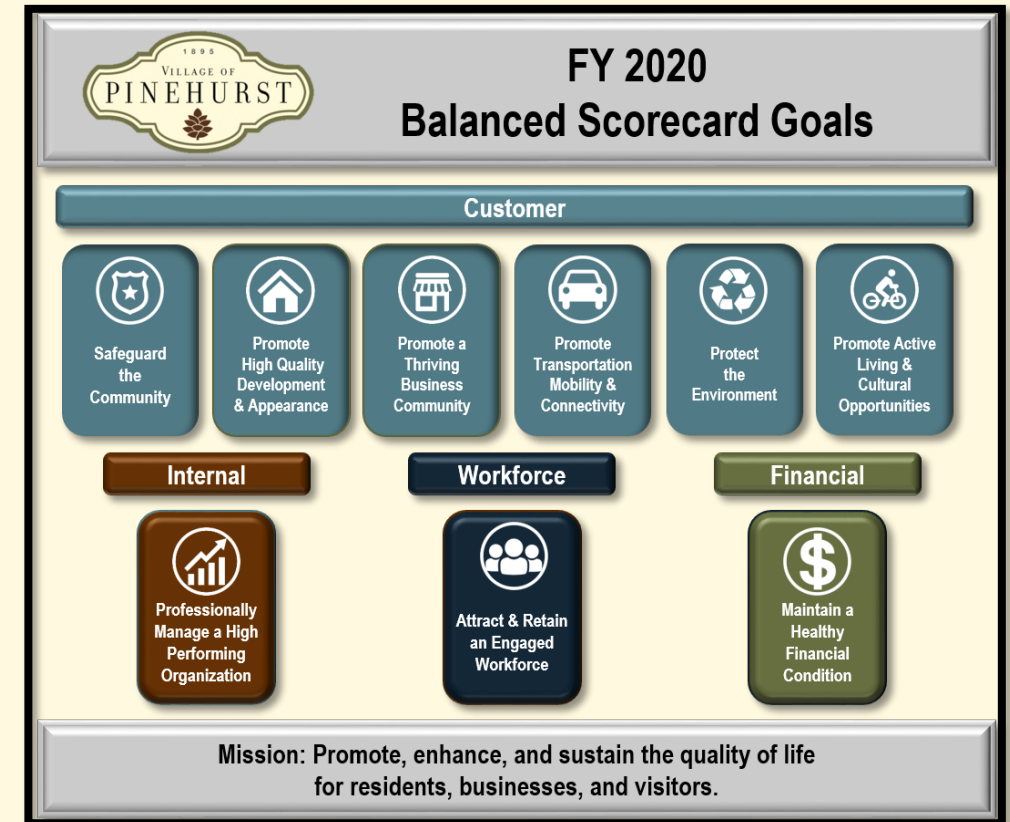 1895
VILLAGE OF
PINEHURST
FY 2020
Balanced Scorecard Goals
Customer
Safeguard
the
Community
Promote
High Quality
Development
& Appearance
Promote a
Thriving
Business
Community
Promote
Transportation
Mobility &
Connectivity
Protect
the
Environment
Promote Active
Living &
Cultural
Opportunities
Internal
Workforce
Financial
Professionally
Manage a High
Performing
Organization
Attract & Retain
an Engaged
Workforce
$
Maintain a
Healthy
Financial
Condition
Mission: Promote, enhance, and sustain the quality of life
for residents, businesses, and visitors.